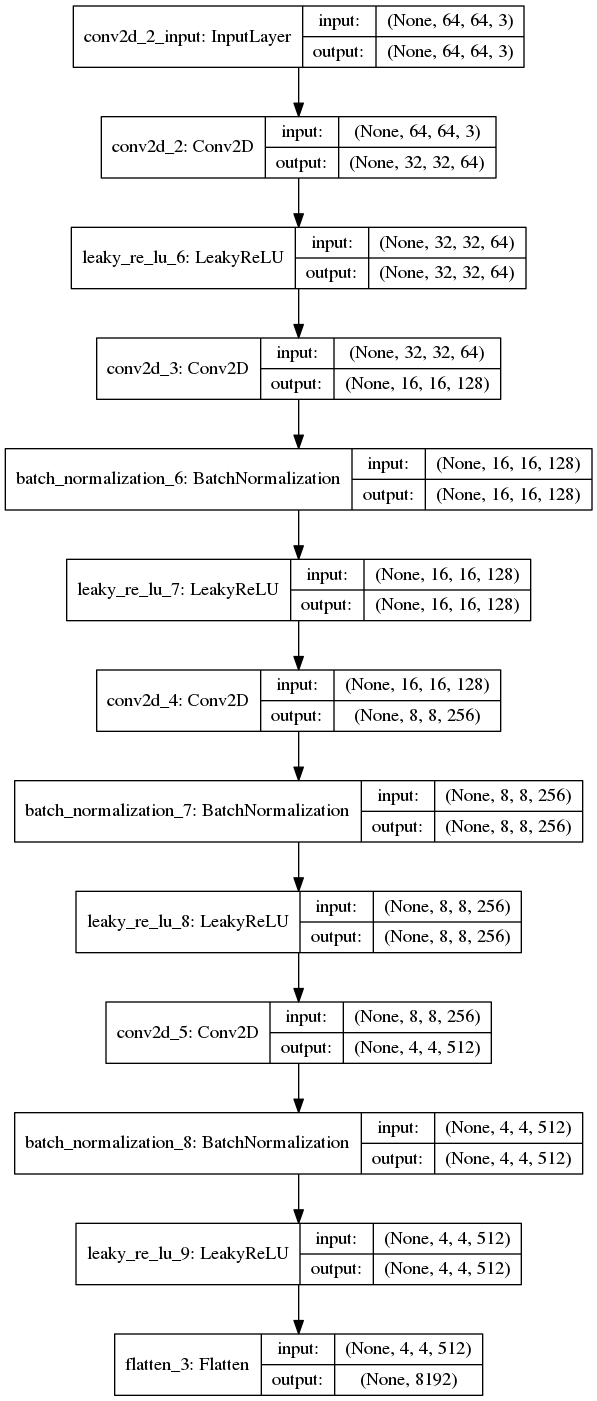 conv2d_2_input: InputLayer
input: (None, 64, 64, 3)
output: (None, 64, 64, 3)
conv2d_2: Conv2D
input: (None, 64, 64, 3)
output: (None, 32, 32, 64)
leaky_re_lu_6: LeakyReLU
input: (None, 32, 32, 64)
output: (None, 32, 32, 64)
conv2d_3: Conv2D
input: (None, 32, 32, 64)
output: (None, 16, 16, 128)
batch_normalization_6: BatchNormalization
input: (None, 16, 16, 128)
output: (None, 16, 16, 128)
leaky_re_lu_7: LeakyReLU
input: (None, 16, 16, 128)
output: (None, 16, 16, 128)
conv2d_4: Conv2D
input: (None, 16, 16, 128)
output: (None, 8, 8, 256)
batch_normalization_7: BatchNormalization
input: (None, 8, 8, 256)
output: (None, 8, 8, 256)
leaky_re_lu_8: LeakyReLU
input: (None, 8, 8, 256)
output: (None, 8, 8, 256)
conv2d_5: Conv2D
input: (None, 8, 8, 256)
output: (None, 4, 4, 512)
batch_normalization_8: BatchNormalization
input: (None, 4, 4, 512)
output: (None, 4, 4, 512)
leaky_re_lu_9: LeakyReLU
input: (None, 4, 4, 512)
output: (None, 4, 4, 512)
flatten_3: Flatten
input: (None, 4, 4, 512)
output: (None, 8192)